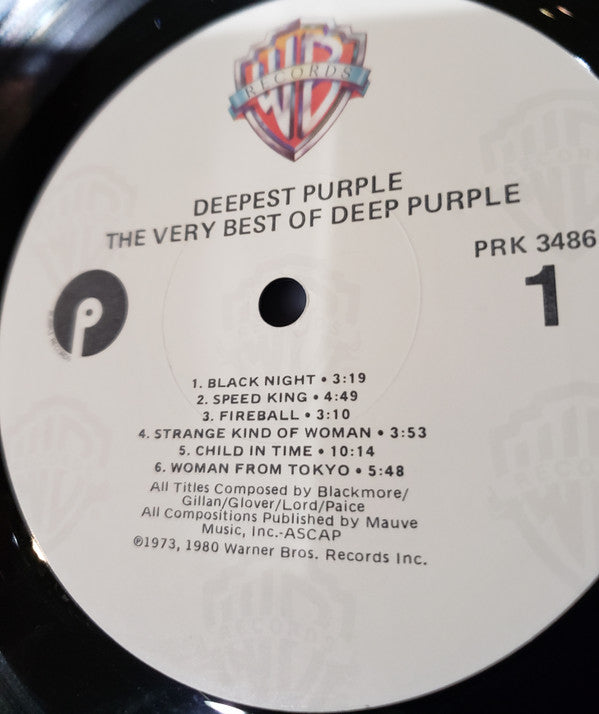 WB
RECORDS
DEEPEST PURPLE
THE VERY BEST OF DEEP PURPLE
PRK 3486
1
P
PURPLE RECORDS
1. BLACK NIGHT • 3:19
2. SPEED KING • 4:49
3. FIREBALL • 3:10
4. STRANGE KIND OF WOMAN • 3:53
5. CHILD IN TIME • 10:14
6. WOMAN FROM TOKYO • 5:48
All Titles Composed by Blackmore/
Gillan/Glover/Lord/Paice
All Compositions Published by Mauve
Music, Inc.-ASCAP
℗1973, 1980 Warner Bros. Records Inc.